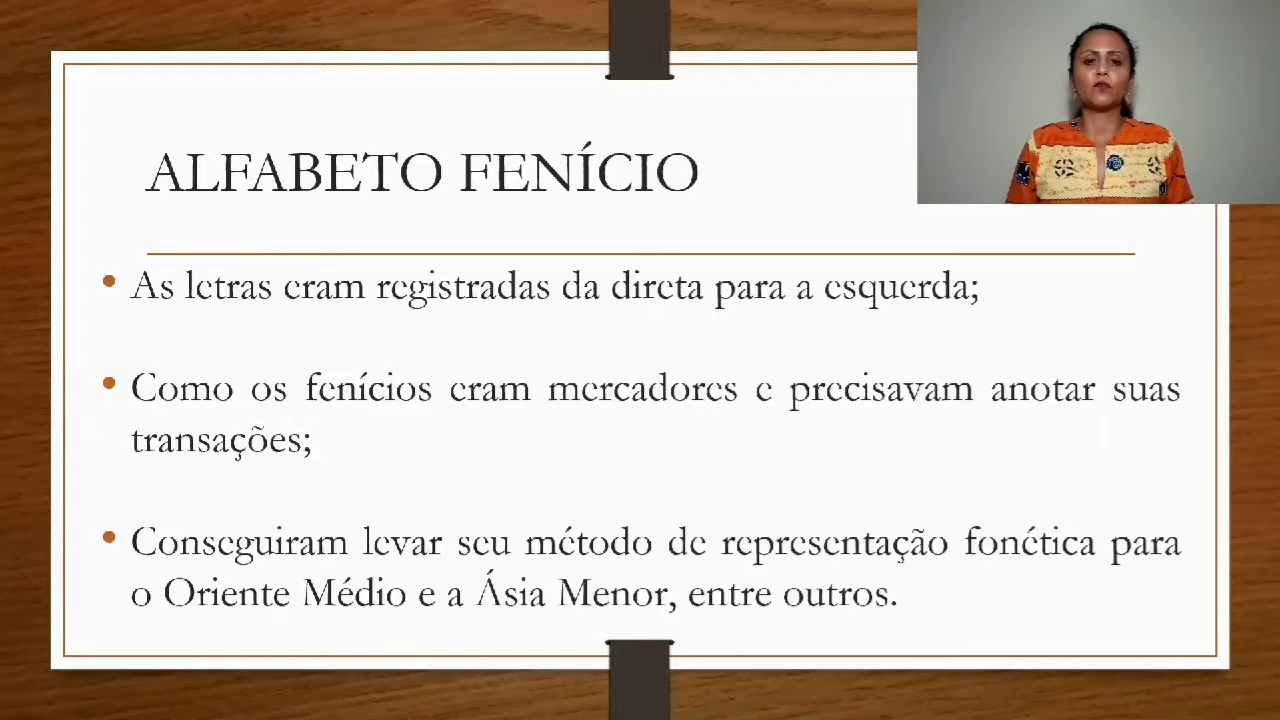 ALFABETO FENÍCIO
• As letras eram registradas da direta para a esquerda;
• Como os fenícios eram mercadores e precisavam anotar suas
transações;
• Conseguiram levar seu método de representação fonética para
o Oriente Médio e a Ásia Menor, entre outros.